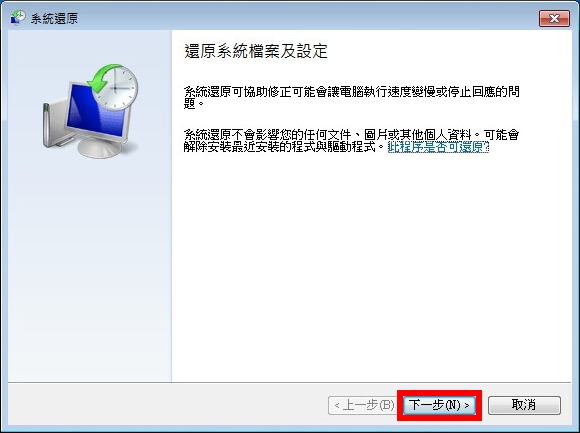 系統還原
還原系統檔案及設定
系統還原可協助修正可能會讓電腦執行速度變慢或停止回應的問
題。
系統還原不會影響您的任何文件、圖片或其他個人資料。可能會
解除安裝最近安裝的程式與驅動程式。此程序是否可還原?
<上一步(B) 下一步(N) > 取消